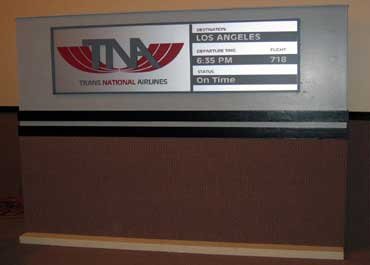 TNA
TRANS NATIONAL AIRLINES
DESTINATION
LOS ANGELES
DEPARTURE TIME FLIGHT
6:35 PM 718
STATUS
On Time